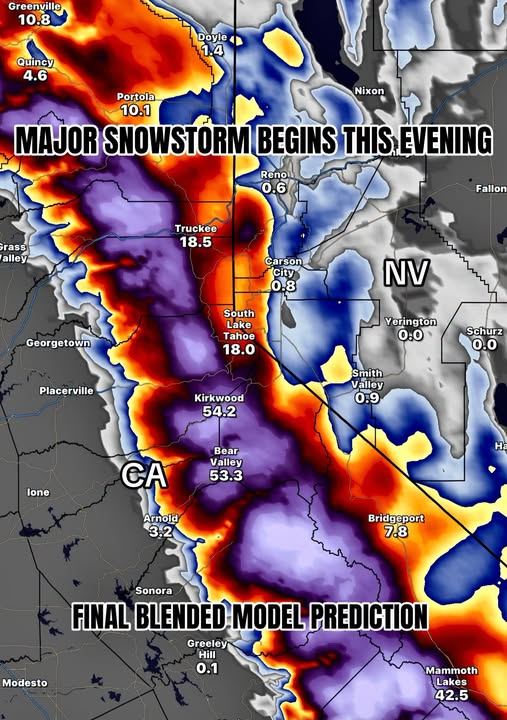 Greenville
10.8
Doyle
1.4
Quincy
4.6
Nixon
Portola
10.1
MAJOR SNOWSTORM BEGINS THIS EVENING
Reno
0.6
Fallon
Truckee
18.5
Grass
Valley
Carson
City
0.8
NV
South
Lake
Tahoe
18.0
Yerington
0.0
Schurz
0.0
Georgetown
Smith
Valley
0.9
Placerville
Kirkwood
54.2
Bear
Valley
53.3
Ha
CA
Ione
Arnold
3.2
Bridgeport
7.8
Sonora
FINAL BLENDED MODEL PREDICTION
Greeley
Hill
0.1
Modesto
Mammoth
Lakes
42.5